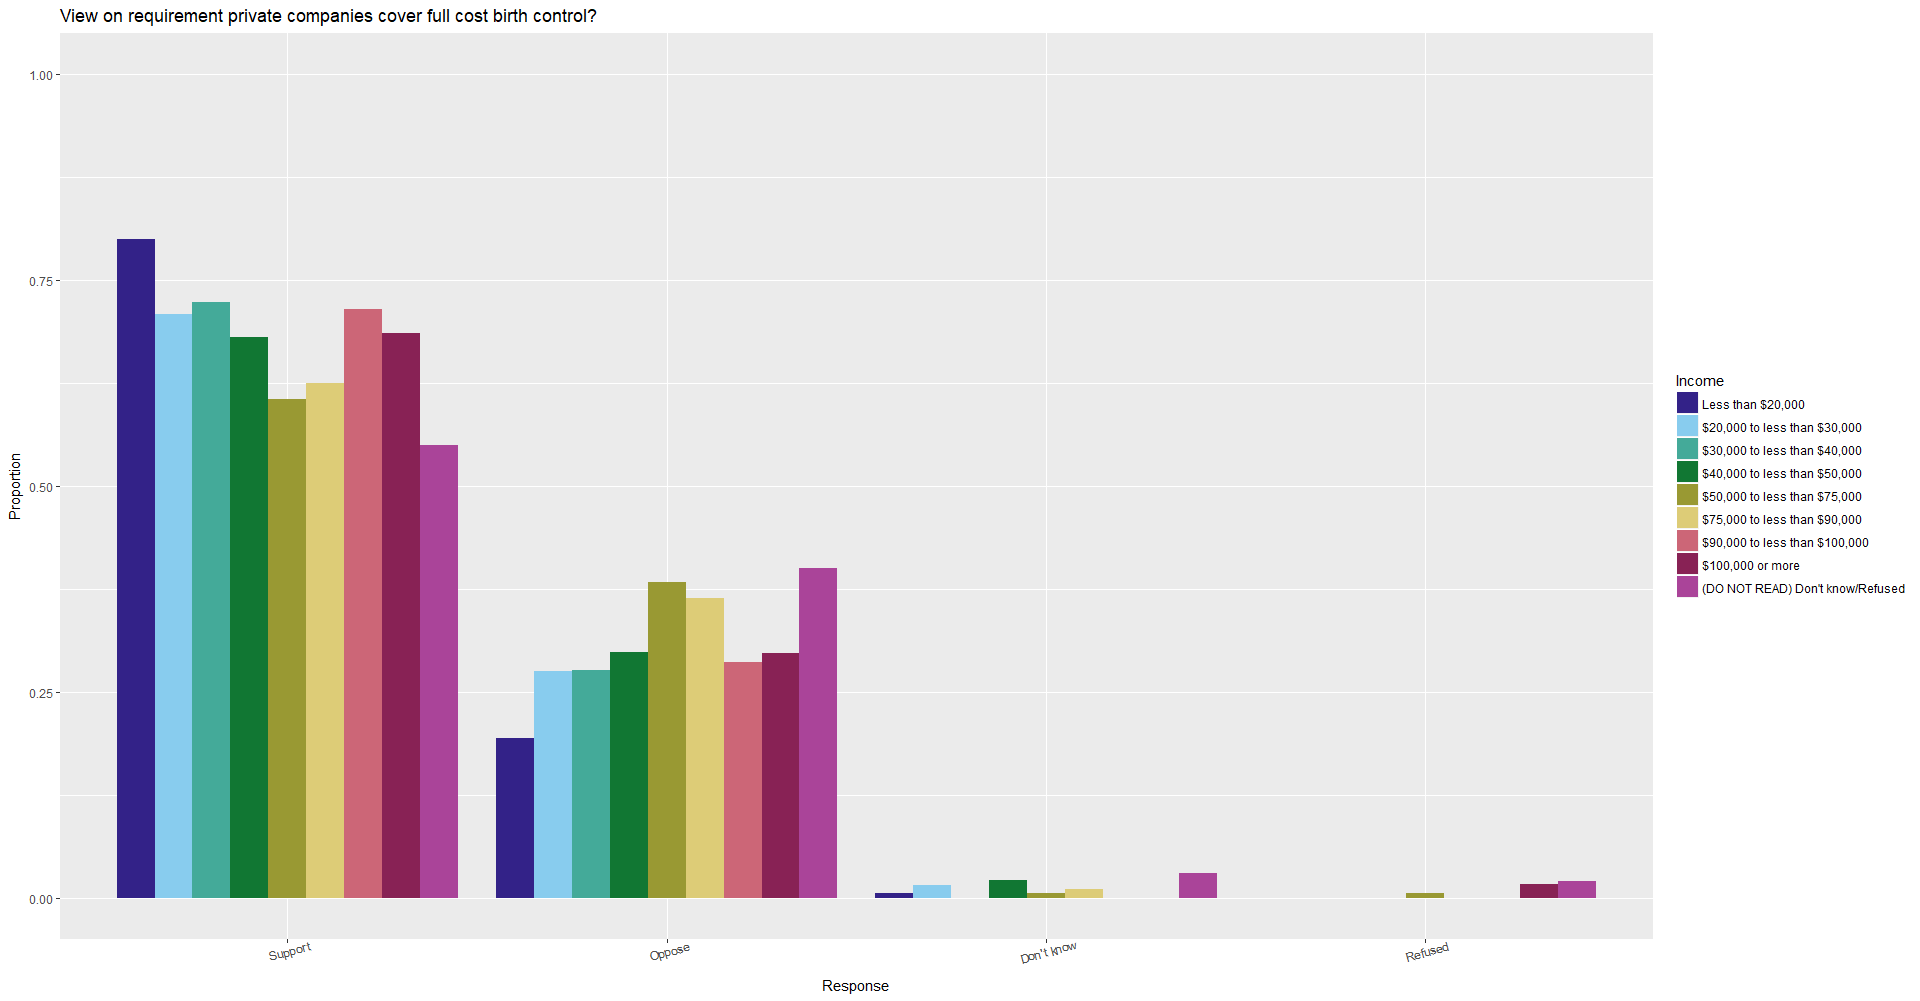 View on requirement private companies cover full cost birth control?
1.00
0.75
0.50
0.25
0.00
Proportion
Support
Oppose
Don't know
Refused
Response
Income
Less than $20,000
$20,000 to less than $30,000
$30,000 to less than $40,000
$40,000 to less than $50,000
$50,000 to less than $75,000
$75,000 to less than $90,000
$90,000 to less than $100,000
$100,000 or more
(DO NOT READ) Don't know/Refused